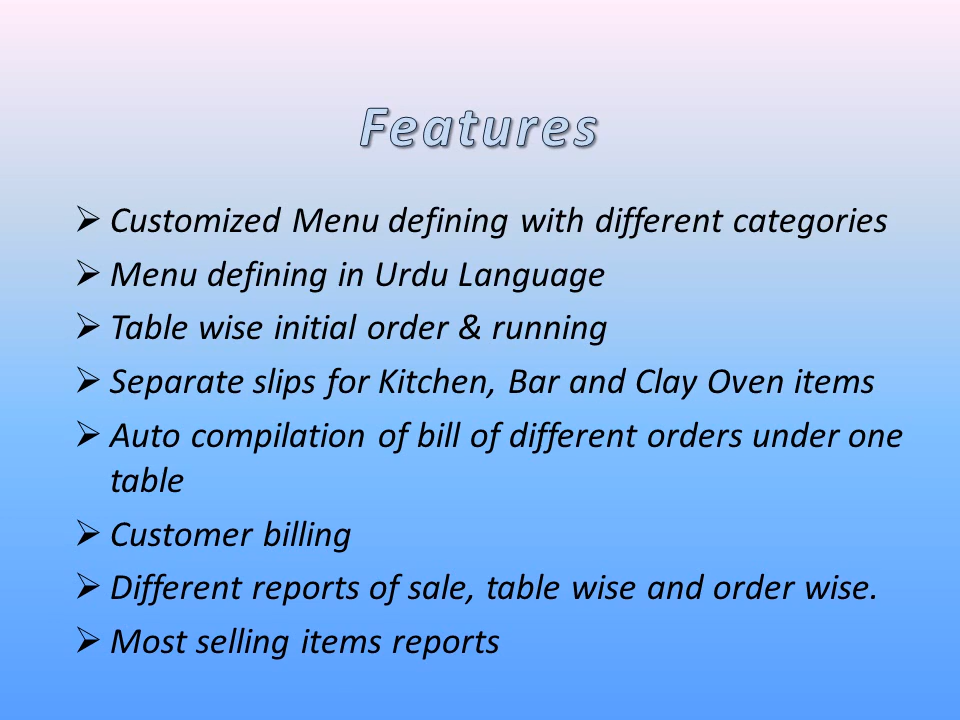 Features
Customized Menu defining with different categories
Menu defining in Urdu Language
Table wise initial order & running
Separate slips for Kitchen, Bar and Clay Oven items
Auto compilation of bill of different orders under one
table
Customer billing
Different reports of sale, table wise and order wise.
Most selling items reports